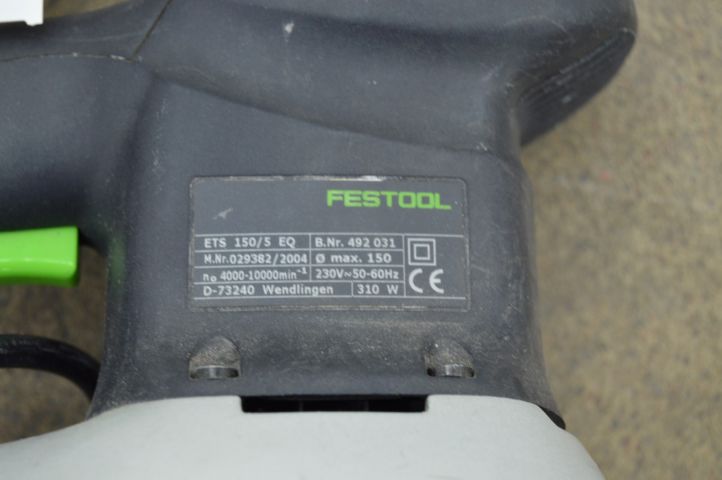 FESTOOL
ETS 150/5 EQ B.Nr. 492 031
M.Nr.029382/2004 Ø max. 150
n₀ 4000-10000min⁻¹ 230V~50-60Hz
D-73240 Wendlingen 310 W
CE